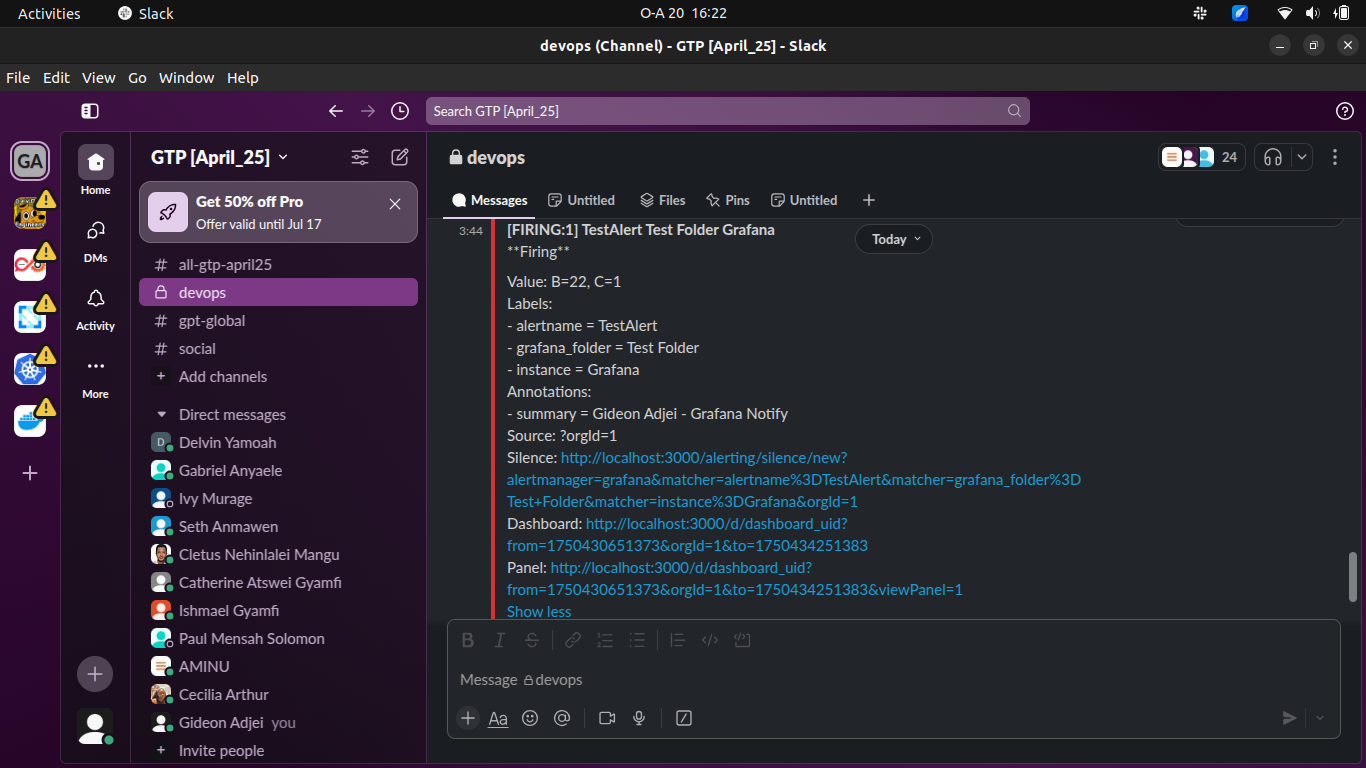 Activities
Slack
O-A 20 16:22
devops (Channel) - GTP [April_25] - Slack
File Edit View Go Window Help
Search GTP [April_25]
GA
Home
DMs
Activity
More
GTP [April_25]
Get 50% off Pro
Offer valid until Jul 17
# all-gtp-april25
devops
# gpt-global
# social
+ Add channels
Direct messages
D Delvin Yamoah
Gabriel Anyaele
Ivy Murage
Seth Anmawen
Cletus Nehinlalei Mangu
Catherine Atswei Gyamfi
Ishmael Gyamfi
Paul Mensah Solomon
AMINU
Cecilia Arthur
Gideon Adjei you
+ Invite people
devops
24
Messages
Untitled
Files
Pins
Untitled
Today
3:44
[FIRING:1] TestAlert Test Folder Grafana
**Firing**
Value: B=22, C=1
Labels:
- alertname = TestAlert
- grafana_folder = Test Folder
- instance = Grafana
Annotations:
- summary = Gideon Adjei - Grafana Notify
Source: ?orgId=1
Silence: http://localhost:3000/alerting/silence/new?
alertmanager=grafana&matcher=alertname%3DTestAlert&matcher=grafana_folder%3D
Test+Folder&matcher=instance%3DGrafana&orgId=1
Dashboard: http://localhost:3000/d/dashboard_uid?
from=1750430651373&orgId=1&to=1750434251383
Panel: http://localhost:3000/d/dashboard_uid?
from=1750430651373&orgId=1&to=1750434251383&viewPanel=1
Show less
B I S
Message devops
Aa